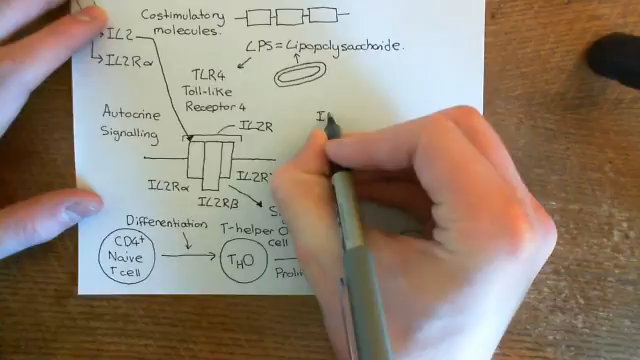 Costimulatory
molecules.
IL2
IL2Rα
LPS = Lipopolysaccharide.
TLR4
Toll-like
Receptor 4
Autocrine
Signalling
IL2R
IL2Rα
IL2Rβ
Differentiation
T-helper O
cell
CD4+
Naive
T cell
THO